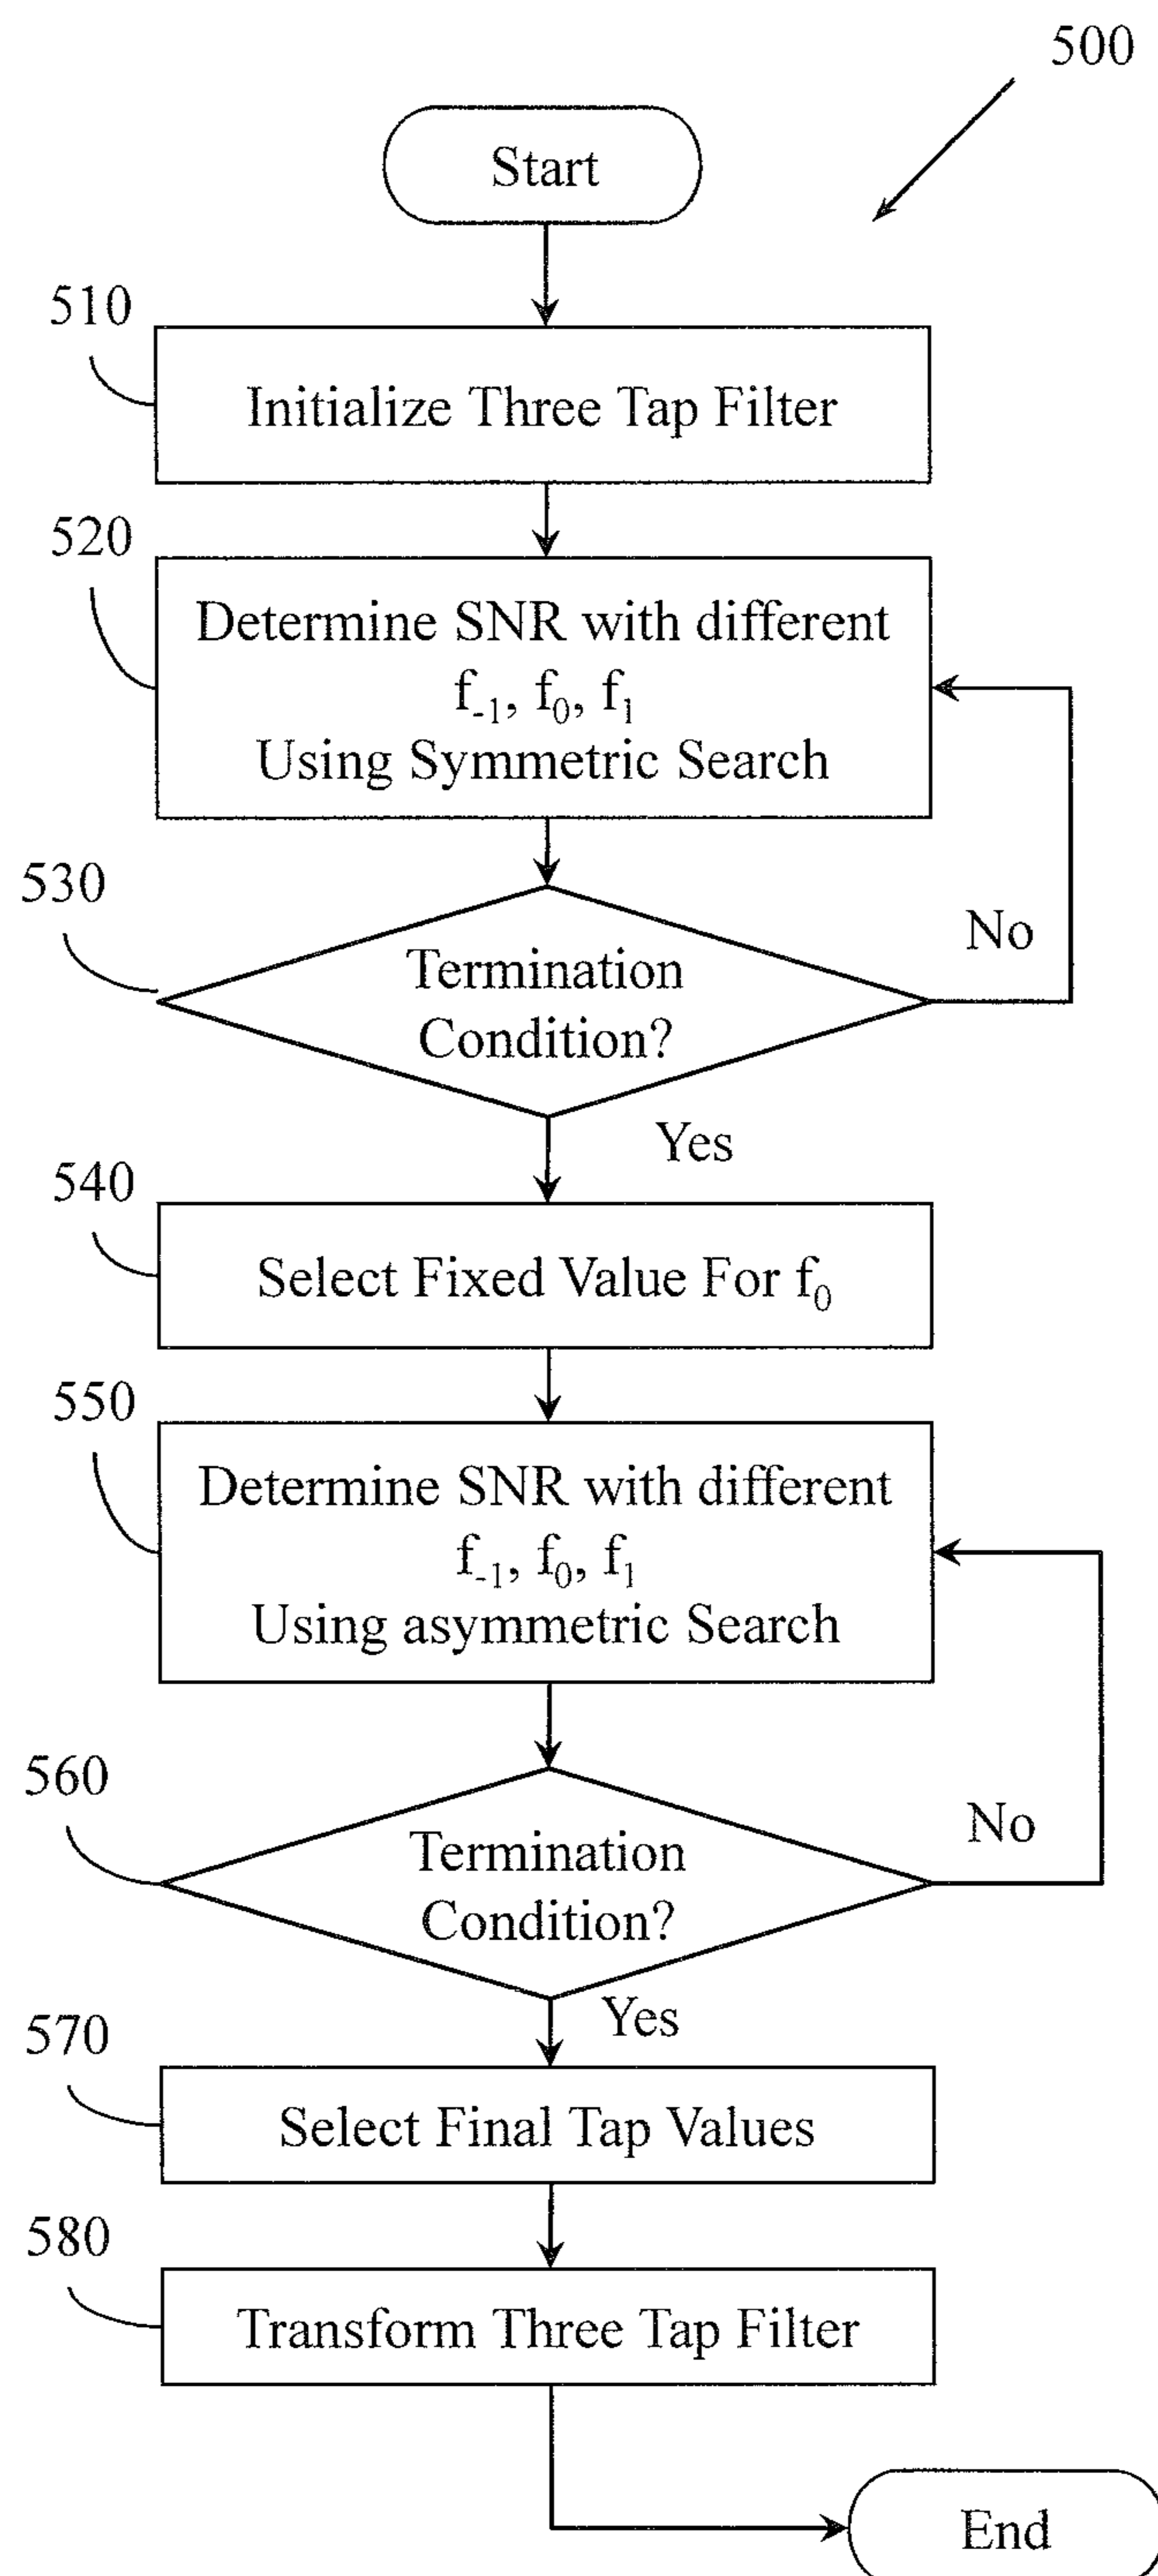 500
Start
510
Initialize Three Tap Filter
520
Determine SNR with different
f₋₁, f₀, f₁
Using Symmetric Search
530
Termination
Condition?
No
Yes
540
Select Fixed Value For f₀
550
Determine SNR with different
f₋₁, f₀, f₁
Using asymmetric Search
560
Termination
Condition?
No
Yes
570
Select Final Tap Values
580
Transform Three Tap Filter
End